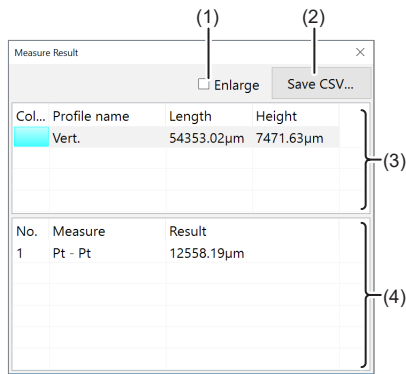 (1) (2)
Measure Result
Enlarge Save CSV...
Col... Profile name Length Height
Vert. 54353.02µm 7471.63µm
(3)
No. Measure Result
1 Pt - Pt 12558.19µm
(4)